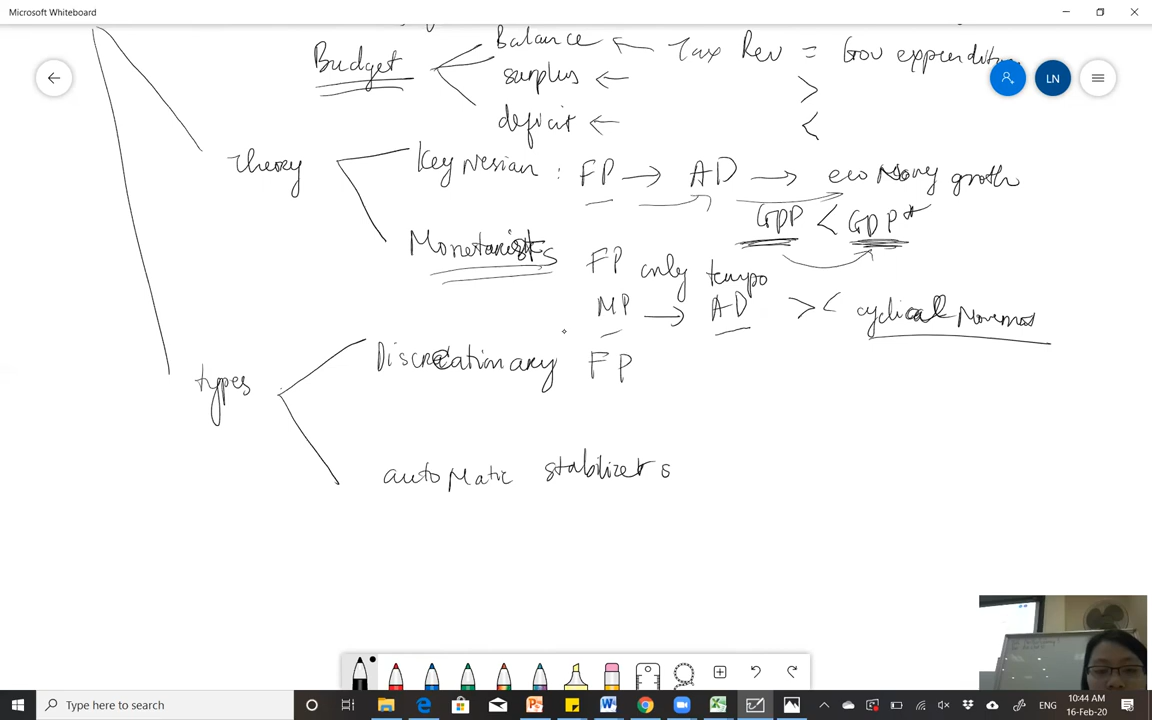 Microsoft Whiteboard
Budget
Balance ← Tax Rev = Gov expenditure
surplus ← >
deficit ← <
theory
Keynesian : FP → AD → economy growth
GDP < GDP*
Monetarists FP only tempo
MP → AD >< cyclical Movement
types
Discreationary FP
automatic stabilizers
LN
Type here to search
ENG
10:44 AM
16-Feb-20